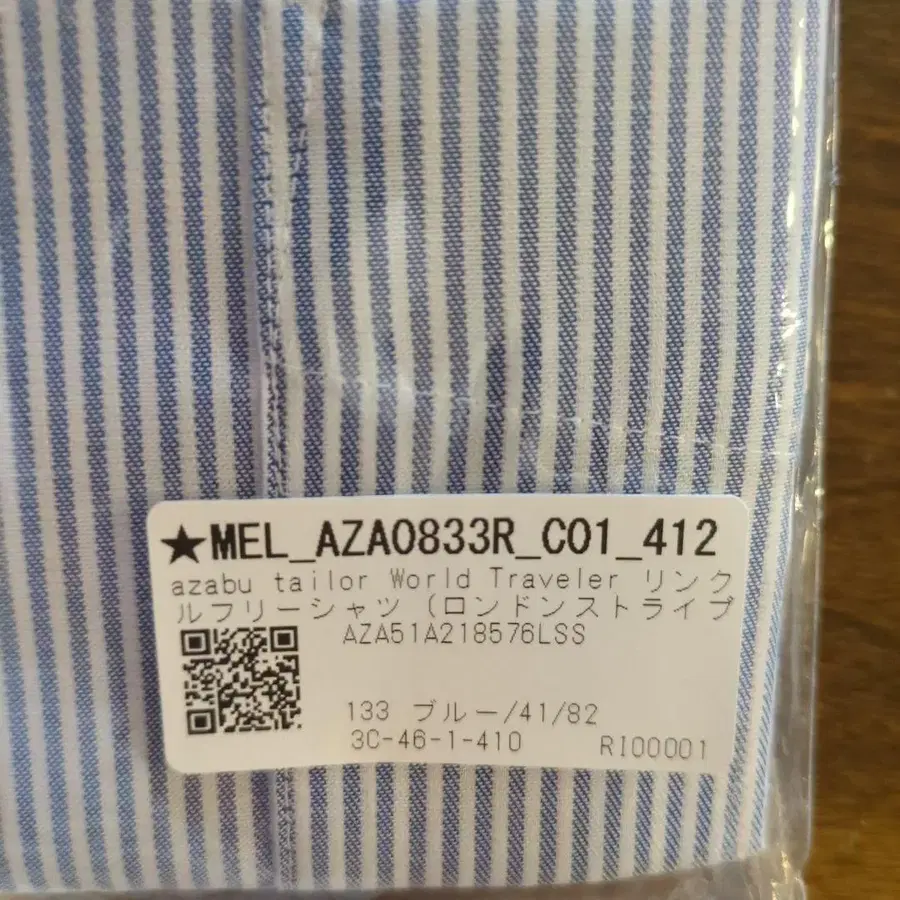 ★MEL_AZA0833R_C01_412
azabu tailor World Traveler リンク
ルフリーシャツ (ロンドンストライプ
AZA51A218576LSS
133 ブルー/41/82
3C-46-1-410 RI00001